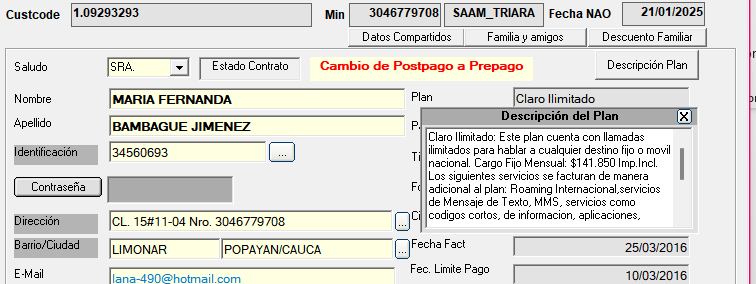 Custcode 1.09293293 Min 3046779708 SAAM_TRIARA Fecha NAO 21/01/2025
Datos Compartidos Familia y amigos Descuento Familiar
Saludo SRA. Estado Contrato Cambio de Postpago a Prepago Descripción Plan
Nombre MARIA FERNANDA Plan Claro Ilimitado
Apellido BAMBAGUE JIMENEZ
Identificación 34560693 ...
Descripción del Plan X
Claro Ilimitado: Este plan cuenta con llamadas
ilimitados para hablar a cualquier destino fijo o movil
nacional. Cargo Fijo Mensual: $141.850 Imp.Incl.
Los siguientes servicios se facturan de manera
adicional al plan: Roaming Internacional,servicios
de Mensaje de Texto, MMS, servicios como
codigos cortos, de informacion, aplicaciones,
Contraseña
Dirección CL. 15#11-04 Nro. 3046779708 ...
Barrio/Ciudad LIMONAR POPAYAN/CAUCA ... Fecha Fact 25/03/2016
E-Mail lana-490@hotmail.com Fec. Limite Pago 10/03/2016